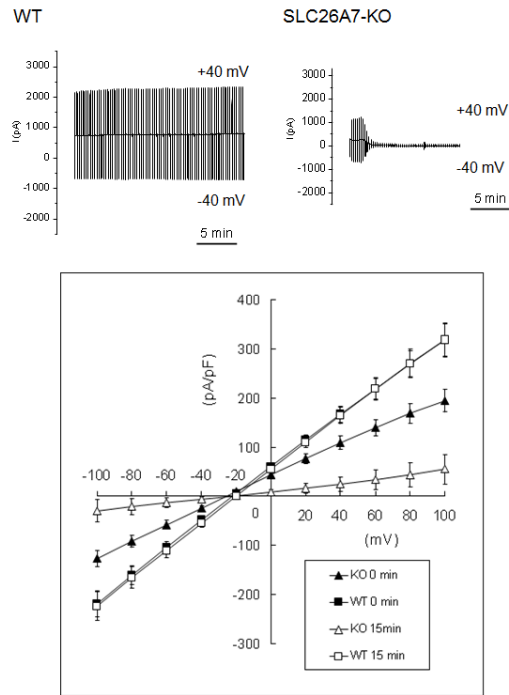 WT SLC26A7-KO
3000
2000
1000
0
-1000
-2000
I (pA)
+40 mV
-40 mV
5 min
3000
2000
1000
0
-1000
-2000
I (pA)
+40 mV
-40 mV
5 min
400
300
200
100
(pA/pF)
-100 -80 -60 -40 -20
0 20 40 60 80 100
(mV)
-100
-200
-300
KO 0 min
WT 0 min
KO 15min
WT 15 min